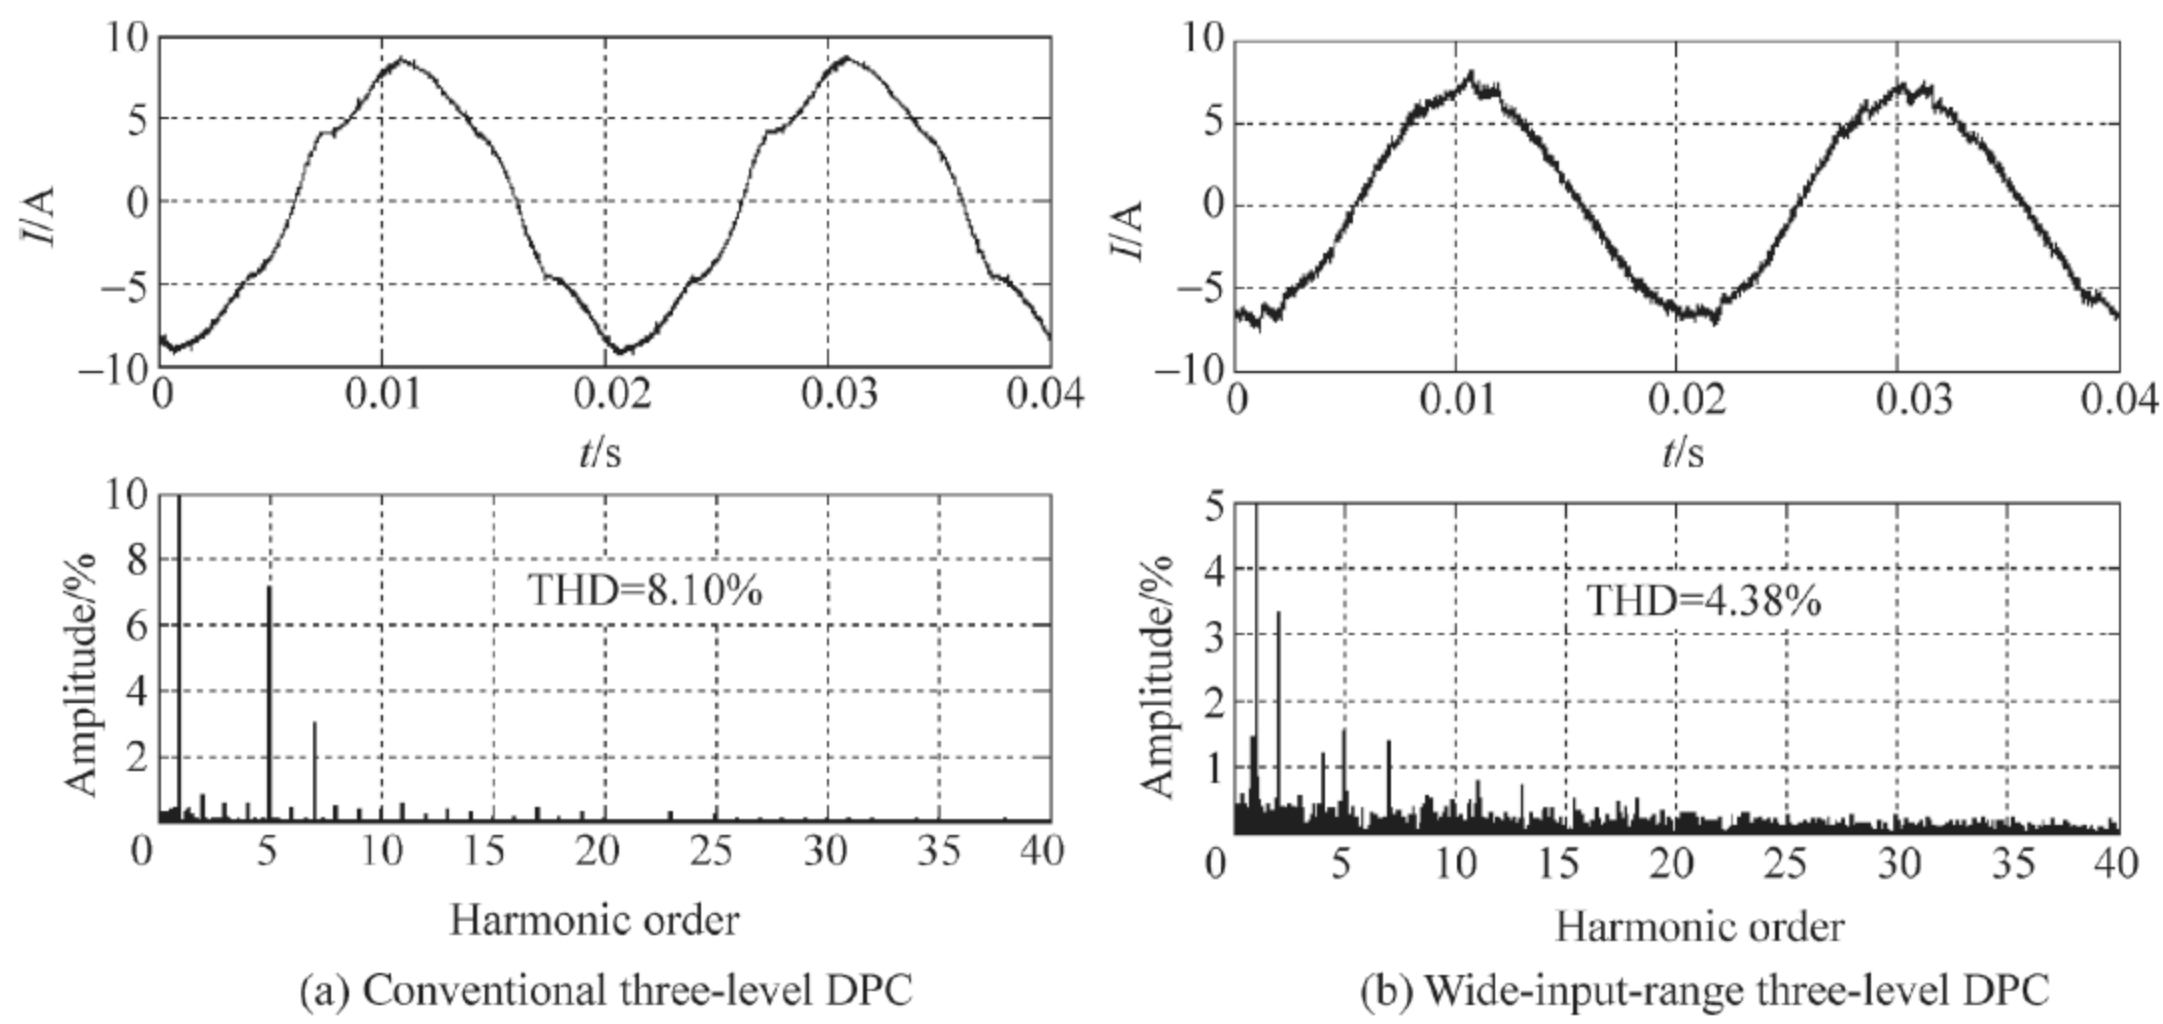 10
5
0
−5
−10
I/A
0 0.01 0.02 0.03 0.04
t/s
10
5
0
−5
−10
I/A
0 0.01 0.02 0.03 0.04
t/s
10
8
6
4
2
0 5 10 15 20 25 30 35 40
Amplitude/%
THD=8.10%
Harmonic order
(a) Conventional three-level DPC
5
4
3
2
1
0 5 10 15 20 25 30 35 40
Amplitude/%
THD=4.38%
Harmonic order
(b) Wide-input-range three-level DPC